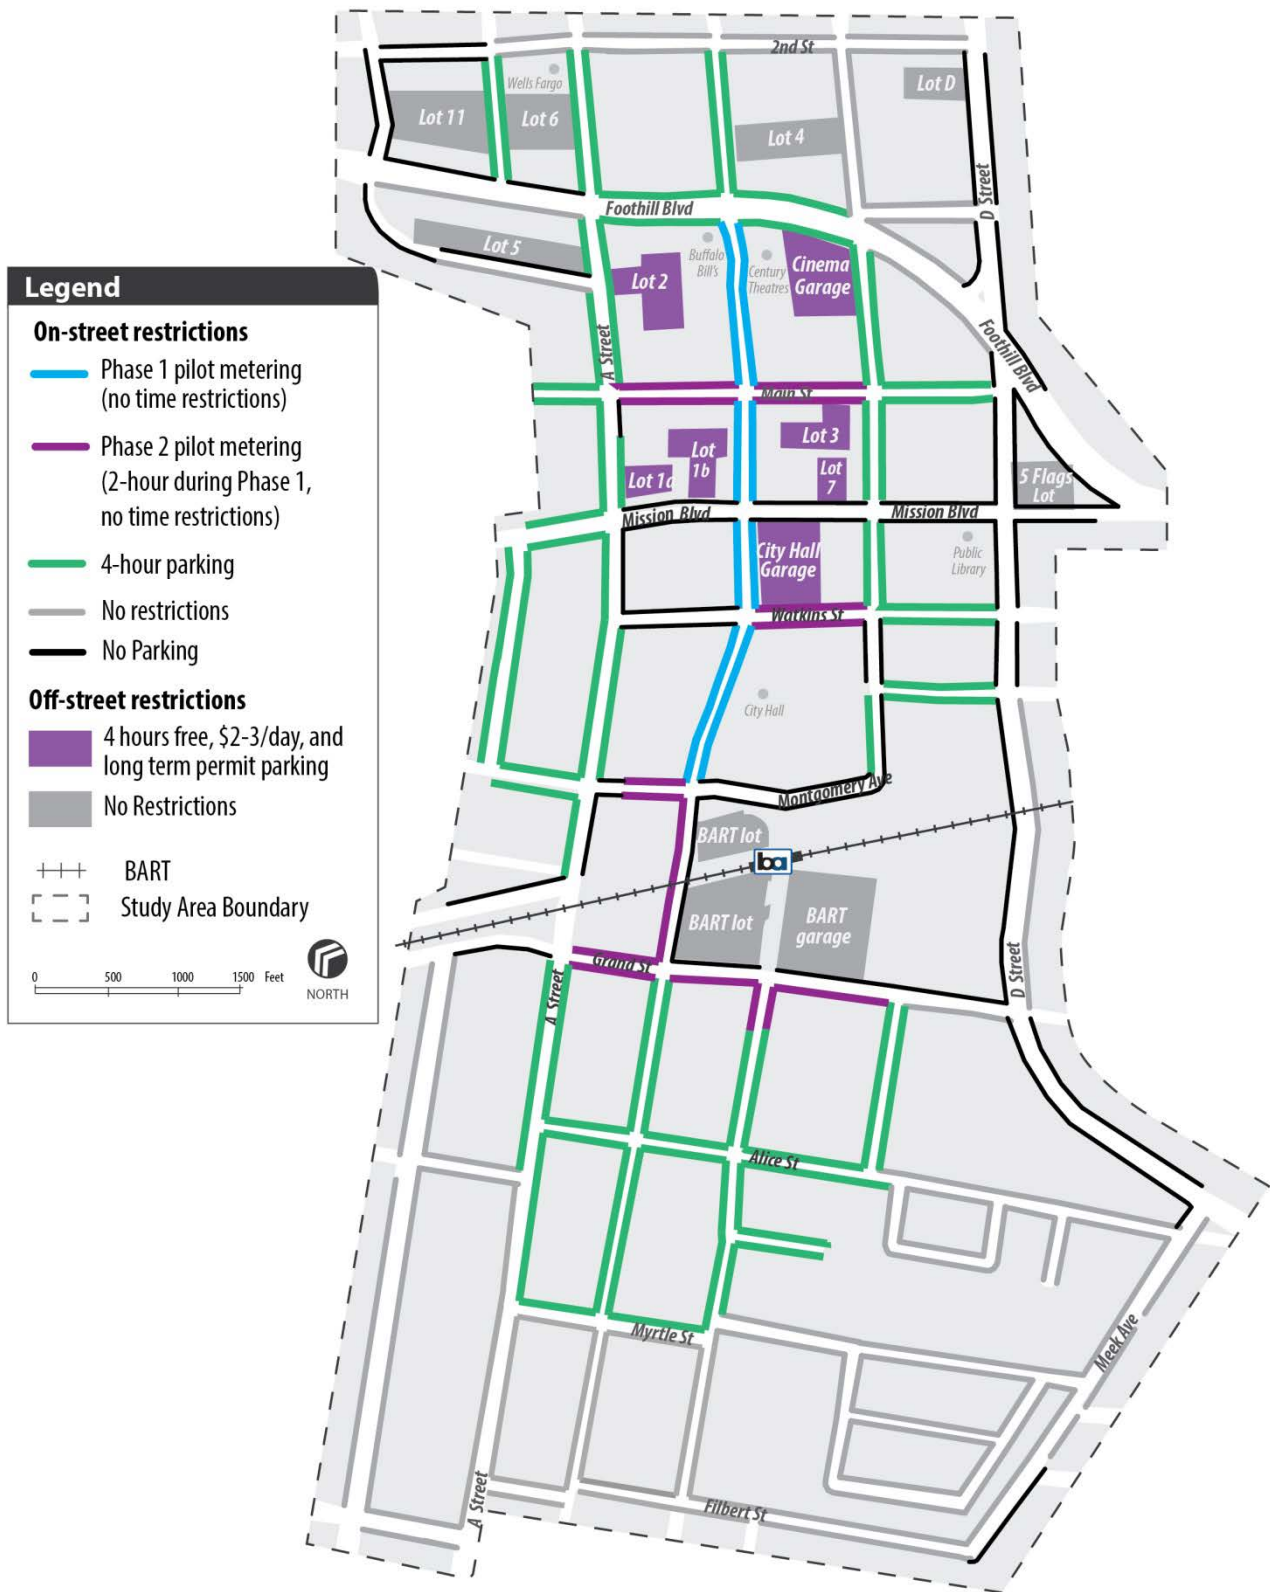 2nd St
Wells Fargo
Lot D
Lot 11
Lot 6
Lot 4
D Street
Foothill Blvd
Lot 5
Buffalo
Bill's
Century
Theatres
Cinema
Garage
Lot 2
A Street
Foothill Blvd
Main St
Lot 3
Lot
1b
Lot 1a
Lot
7
5 Flags
Lot
Mission Blvd
Mission Blvd
City Hall
Garage
Public
Library
Watkins St
City Hall
Montgomery Ave
BART lot
ba
BART lot
BART
garage
Grand St
A Street
D Street
Alice St
Myrtle St
Meek Ave
A Street
Filbert St
Legend
On-street restrictions
Phase 1 pilot metering
(no time restrictions)
Phase 2 pilot metering
(2-hour during Phase 1,
no time restrictions)
4-hour parking
No restrictions
No Parking
Off-street restrictions
4 hours free, $2-3/day, and
long term permit parking
No Restrictions
BART
Study Area Boundary
0 500 1000 1500 Feet
NORTH